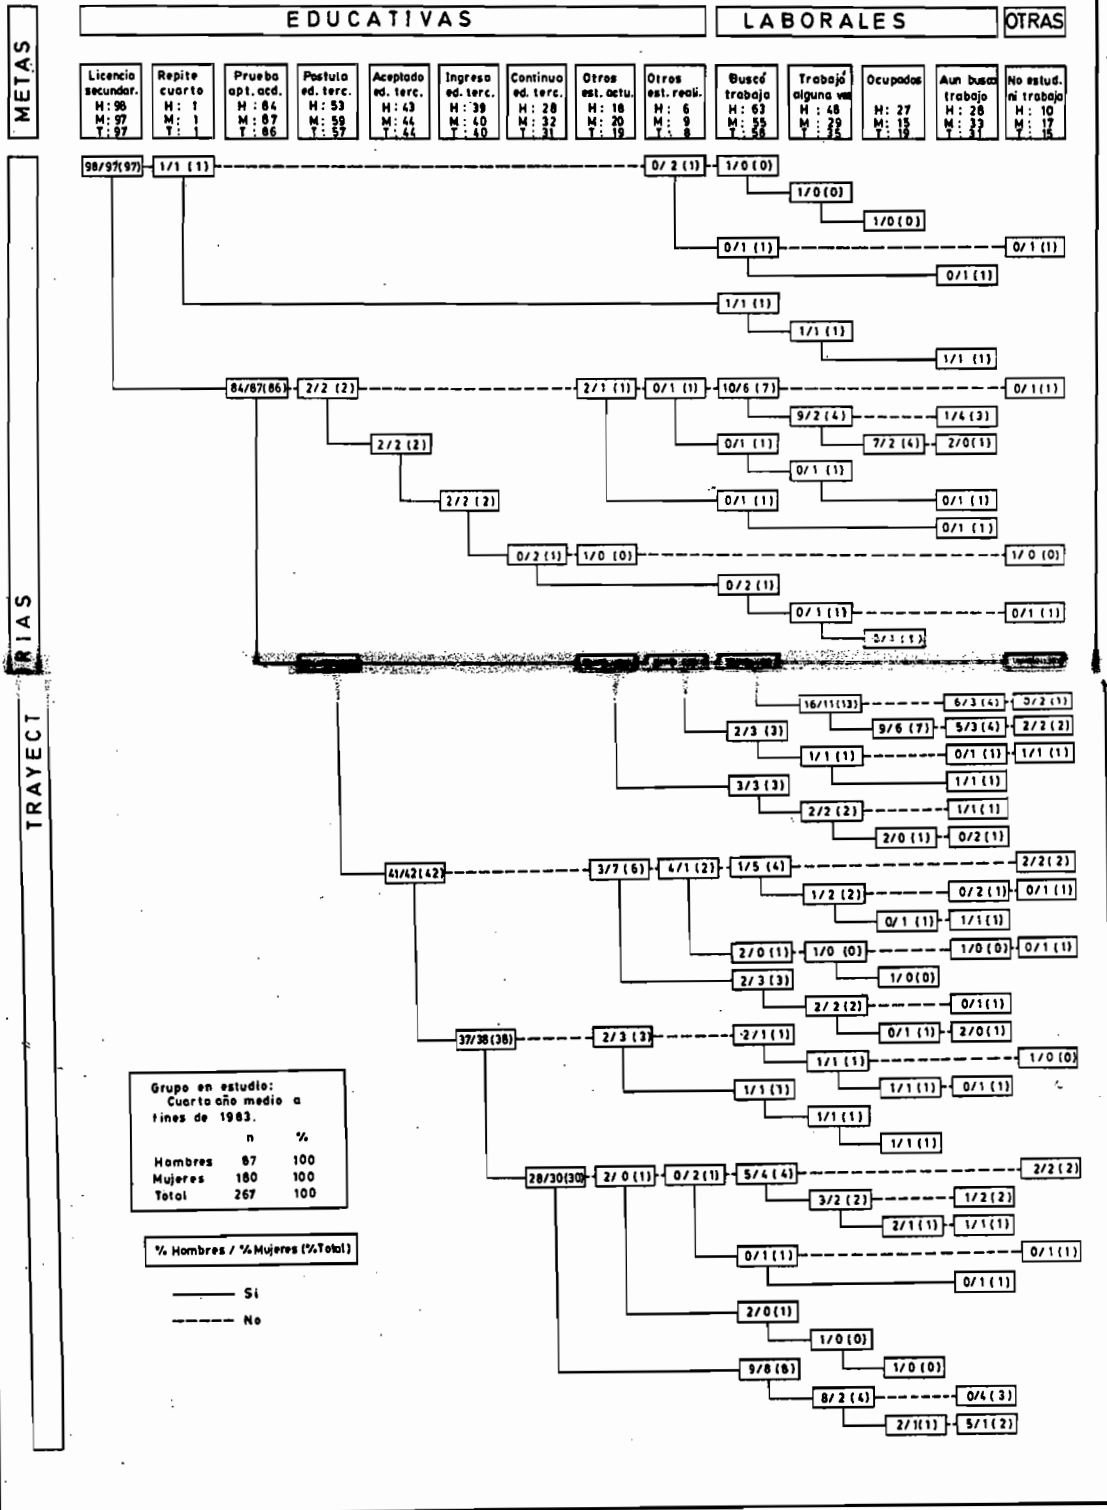 EDUCATIVAS LABORALES OTRAS
METAS
Licencia secundar. H: 98 M: 97 T: 97
Repite cuarto H: 1 M: 1 T: 1
Prueba apt. acd. H: 84 M: 87 T: 86
Postula ed. terc. H: 53 M: 59 T: 57
Aceptado ed. terc. H: 43 M: 44 T: 44
Ingresa ed. terc. H: 39 M: 40 T: 40
Continua ed. terc. H: 28 M: 32 T: 31
Otros est. actu. H: 18 M: 20 T: 19
Otros est. reali. H: 6 M: 9 T: 8
Buscó trabajo H: 63 M: 55 T: 58
Trabajó alguna vez H: 48 M: 29 T: 35
Ocupados H: 27 M: 15 T: 19
Aun busca trabajo H: 28 M: 33 T: 31
No estud. ni trabaja H: 10 M: 17 T: 15
98/97(97) 1/1 (1) 0/2 (1) 1/0 (0)
1/0 (0)
1/0 (0)
0/1 (1) 0/1 (1)
0/1 (1)
1/1 (1)
1/1 (1)
1/1 (1)
84/87(86) 2/2 (2) 2/1 (1) 0/1 (1) 10/6 (7) 0/1 (1)
9/2 (4) 1/4 (3)
2/2 (2) 0/1 (1) 7/2 (4) 2/0(1)
0/1 (1)
2/2 (2) 0/1 (1) 0/1 (1)
0/1 (1)
0/2 (1) 1/0 (0) 1/0 (0)
0/2 (1)
0/1 (1) 0/1 (1)
TRAYECT RIAS
16/11(13) 6/3 (4)
2/3 (3) 9/6 (7) 5/3 (4) 2/2 (2)
1/1 (1) 0/1 (1) 1/1 (1)
3/3 (3) 1/1 (1)
2/2 (2) 1/1 (1)
2/0 (1) 0/2 (1)
41/42(42) 3/7 (6) 4/1 (2) 1/5 (4) 2/2 (2)
1/2 (2) 0/2 (1) 0/1 (1)
0/1 (1) 1/1 (1)
2/0 (1) 1/0 (0) 1/0 (0) 0/1 (1)
2/3 (3) 1/0 (0)
2/2 (2) 0/1 (1)
0/1 (1) 2/0 (1)
37/38(38) 2/3 (3) 2/1 (1)
1/1 (1) 1/0 (0)
1/1 (1) 1/1 (1) 0/1 (1)
1/1 (1)
1/1 (1)
28/30(30) 2/0 (1) 0/2 (1) 5/4 (4) 2/2 (2)
3/2 (2) 1/2 (2)
2/1 (1) 1/1 (1)
0/1 (1) 0/1 (1)
0/1 (1)
2/0 (1)
1/0 (0)
9/8 (8) 1/0 (0)
8/2 (4) 0/4 (3)
2/1(1) 5/1 (2)
Grupo en estudio:
Cuarto año medio a
fines de 1983.
n %
Hombres 87 100
Mujeres 180 100
Total 267 100
% Hombres / % Mujeres (% Total)
Si
No